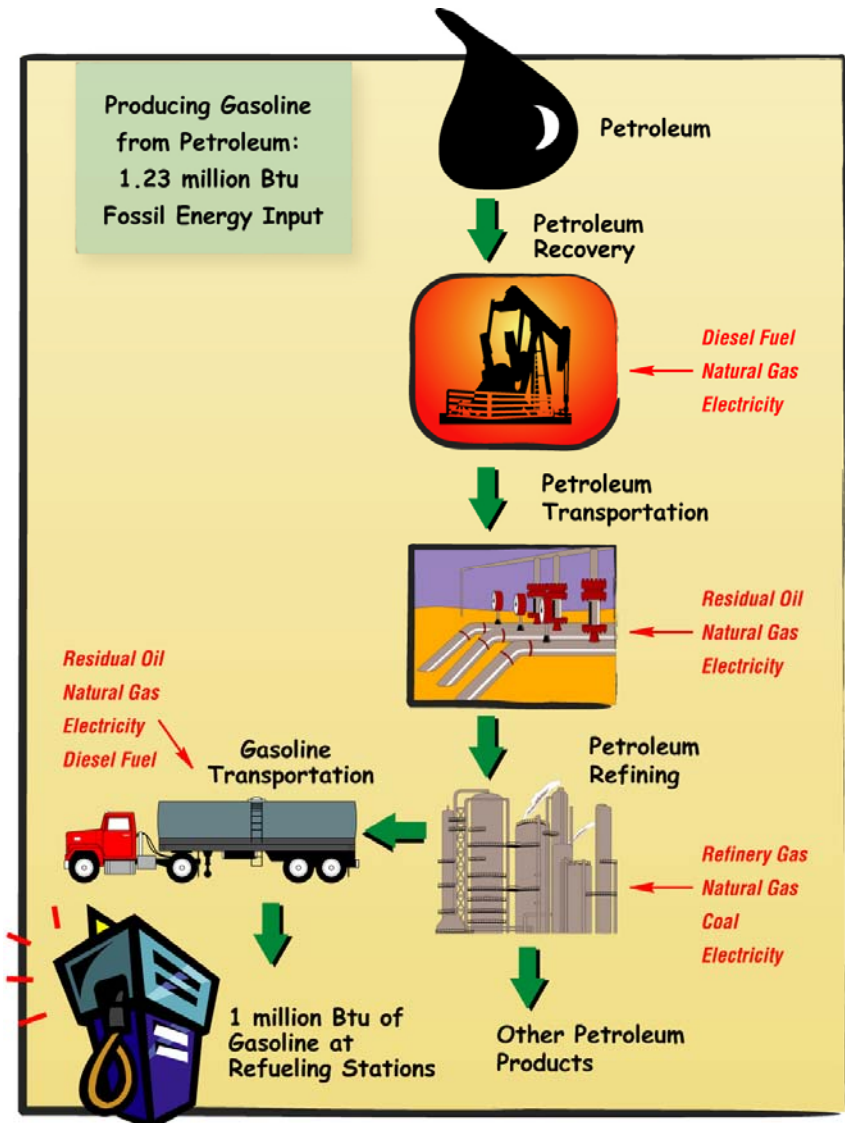 Producing Gasoline
from Petroleum:
1.23 million Btu
Fossil Energy Input
Petroleum
Petroleum
Recovery
Diesel Fuel
Natural Gas
Electricity
Petroleum
Transportation
Residual Oil
Natural Gas
Electricity
Residual Oil
Natural Gas
Electricity
Diesel Fuel
Gasoline
Transportation
Petroleum
Refining
Refinery Gas
Natural Gas
Coal
Electricity
1 million Btu of
Gasoline at
Refueling Stations
Other Petroleum
Products